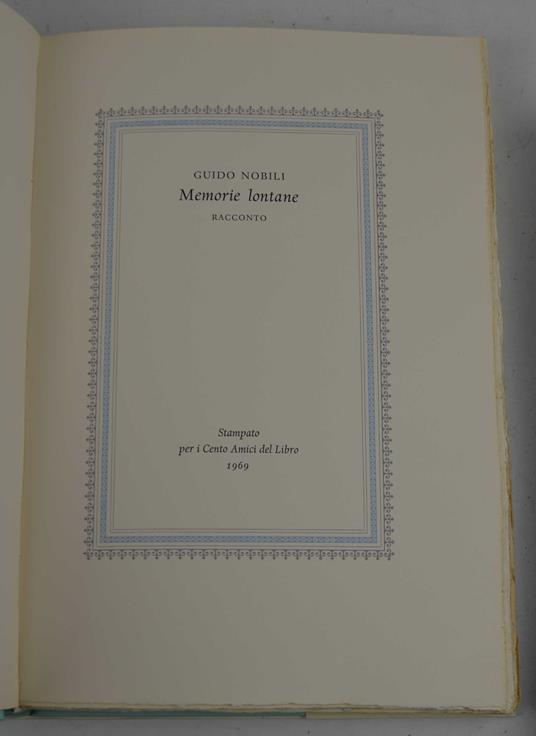 GUIDO NOBILI
Memorie lontane
RACCONTO
Stampato
per i Cento Amici del Libro
1969